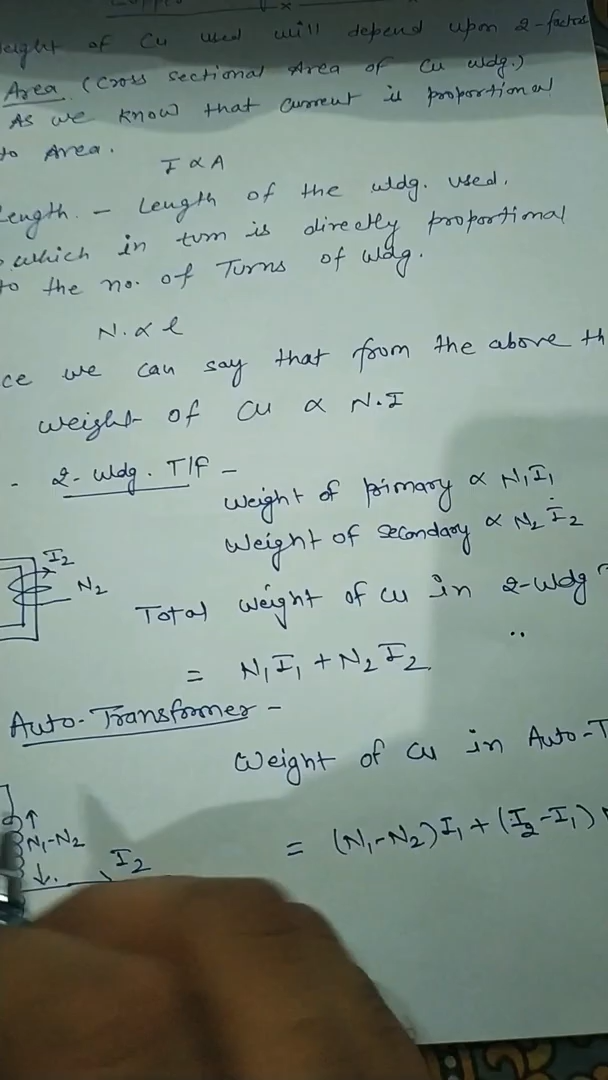 eight of Cu used will depend upon 2-factors
Area (Cross sectional Area of Cu wdg.)
As we know that current is proportional
to Area.
I ∝ A
Length. - Length of the wdg. used.
which in turn is directly proportional
to the no. of Turns of wdg.
N. ∝ l
ce we can say that from the above th
weight of Cu ∝ N.I
- 2-wdg. T/F -
weight of primary ∝ N₁I₁
weight of secondary ∝ N₂ I₂
I₂
N₂
Total weight of Cu in 2-wdg T
= N₁I₁ + N₂I₂
Auto-Transformer -
Weight of Cu in Auto-T
N₁-N₂
I₂
= (N₁-N₂)I₁ + (I₂-I₁)